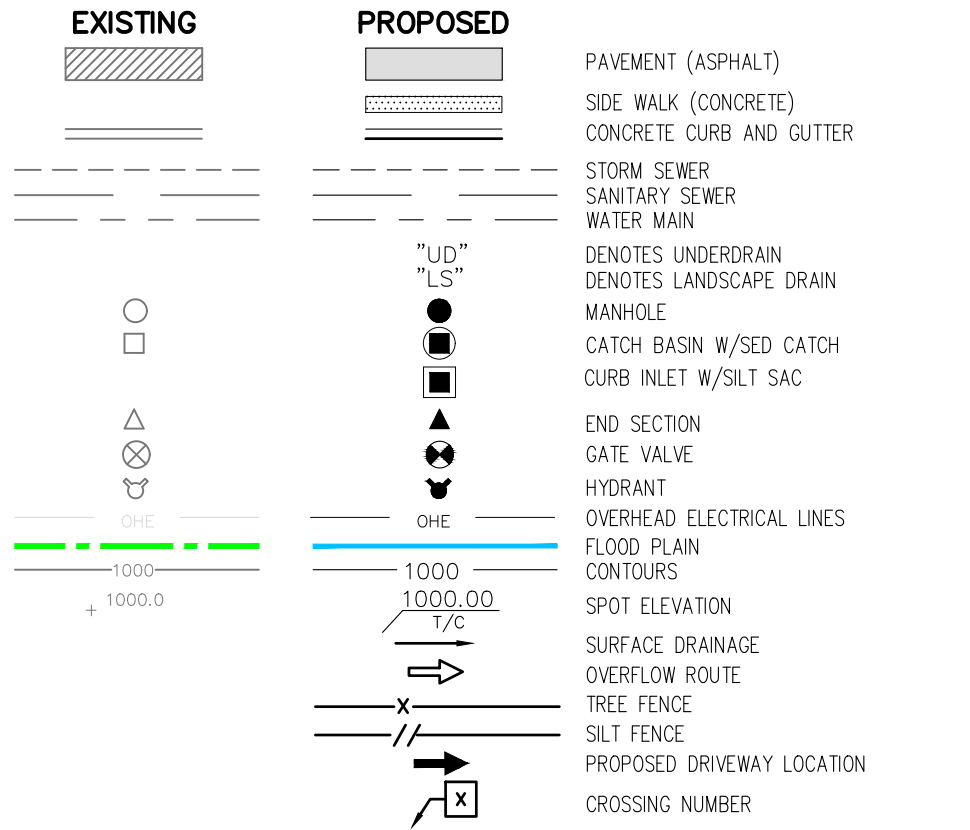 EXISTING PROPOSED
PAVEMENT (ASPHALT)
SIDE WALK (CONCRETE)
CONCRETE CURB AND GUTTER
STORM SEWER
SANITARY SEWER
WATER MAIN
"UD" DENOTES UNDERDRAIN
"LS" DENOTES LANDSCAPE DRAIN
MANHOLE
CATCH BASIN W/SED CATCH
CURB INLET W/SILT SAC
END SECTION
GATE VALVE
HYDRANT
OHE OHE OVERHEAD ELECTRICAL LINES
FLOOD PLAIN
1000 1000 CONTOURS
1000.0 1000.00 SPOT ELEVATION
T/C
SURFACE DRAINAGE
OVERFLOW ROUTE
X TREE FENCE
SILT FENCE
PROPOSED DRIVEWAY LOCATION
X CROSSING NUMBER